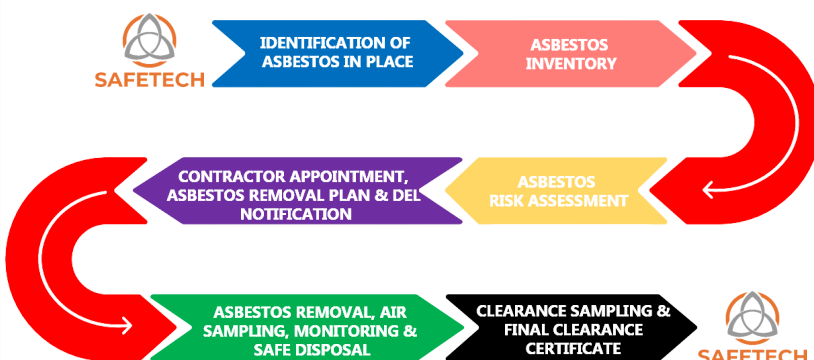 SAFETECH
IDENTIFICATION OF
ASBESTOS IN PLACE
ASBESTOS
INVENTORY
ASBESTOS
RISK ASSESSMENT
CONTRACTOR APPOINTMENT,
ASBESTOS REMOVAL PLAN & DEL
NOTIFICATION
ASBESTOS REMOVAL, AIR
SAMPLING, MONITORING &
SAFE DISPOSAL
CLEARANCE SAMPLING &
FINAL CLEARANCE
CERTIFICATE
SAFETECH